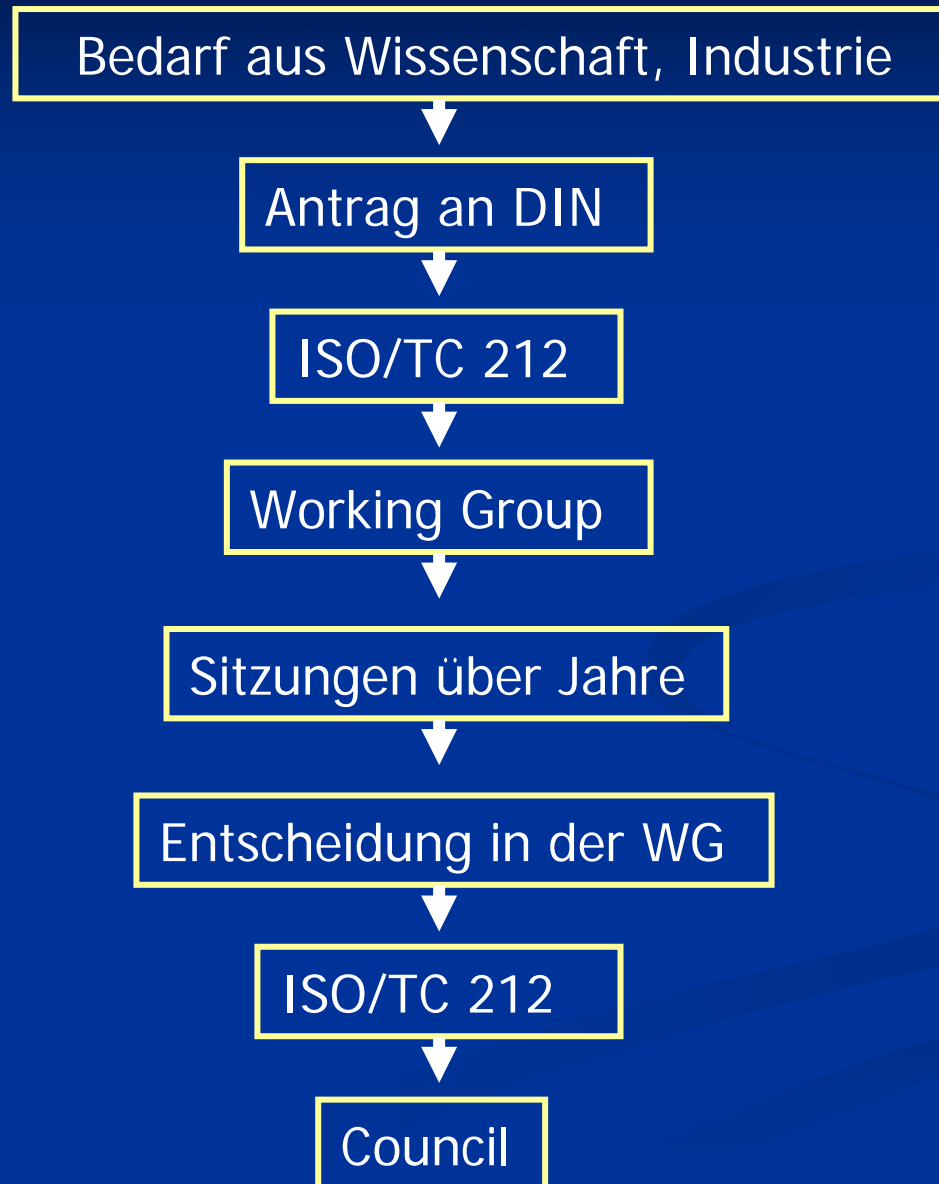 Bedarf aus Wissenschaft, Industrie
Antrag an DIN
ISO/TC 212
Working Group
Sitzungen über Jahre
Entscheidung in der WG
ISO/TC 212
Council